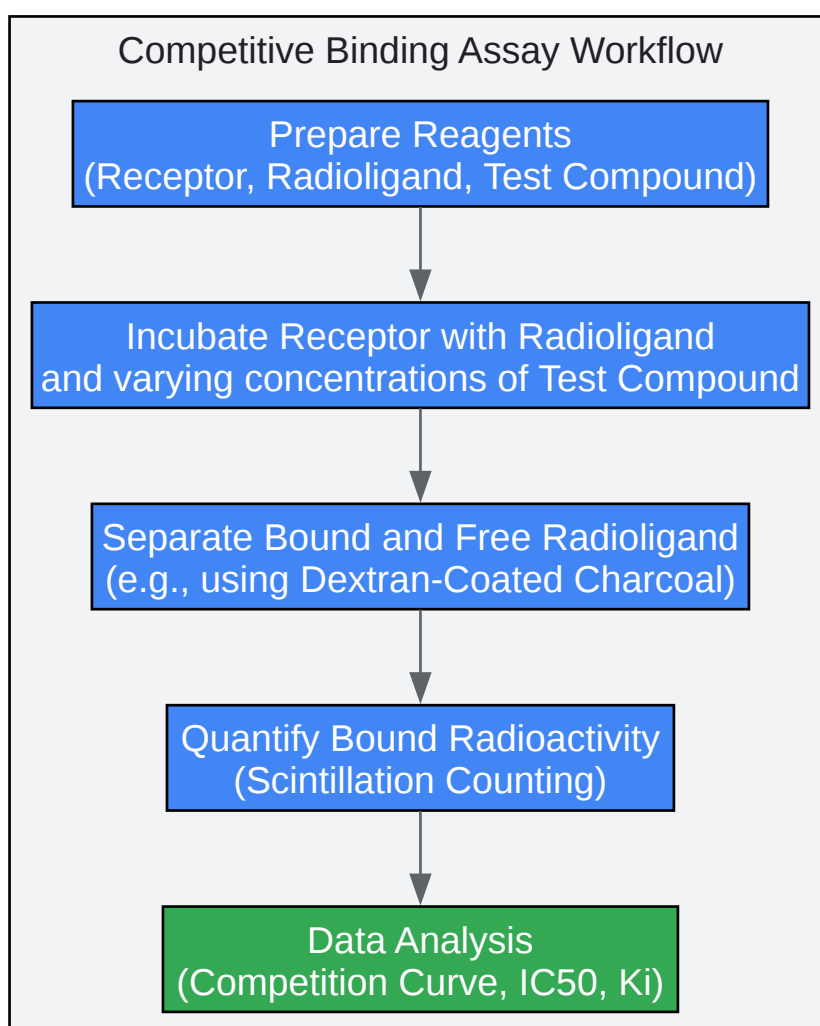 Competitive Binding Assay Workflow
Prepare Reagents
(Receptor, Radioligand, Test Compound)
Incubate Receptor with Radioligand
and varying concentrations of Test Compound
Separate Bound and Free Radioligand
(e.g., using Dextran-Coated Charcoal)
Quantify Bound Radioactivity
(Scintillation Counting)
Data Analysis
(Competition Curve, IC50, Ki)